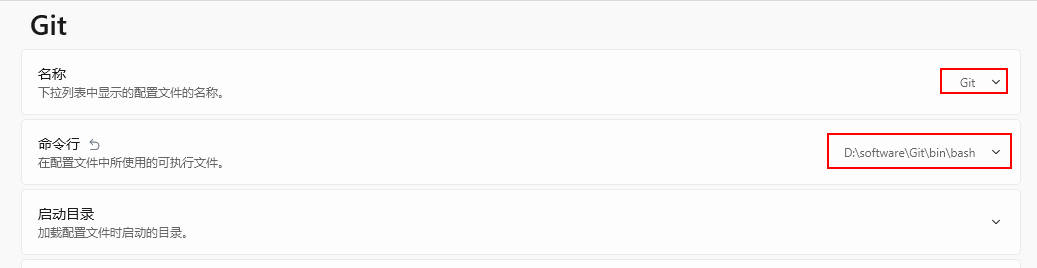 Git
名称
下拉列表中显示的配置文件的名称。
Git
命令行
在配置文件中所使用的可执行文件。
D:\software\Git\bin\bash
启动目录
加载配置文件时启动的目录。